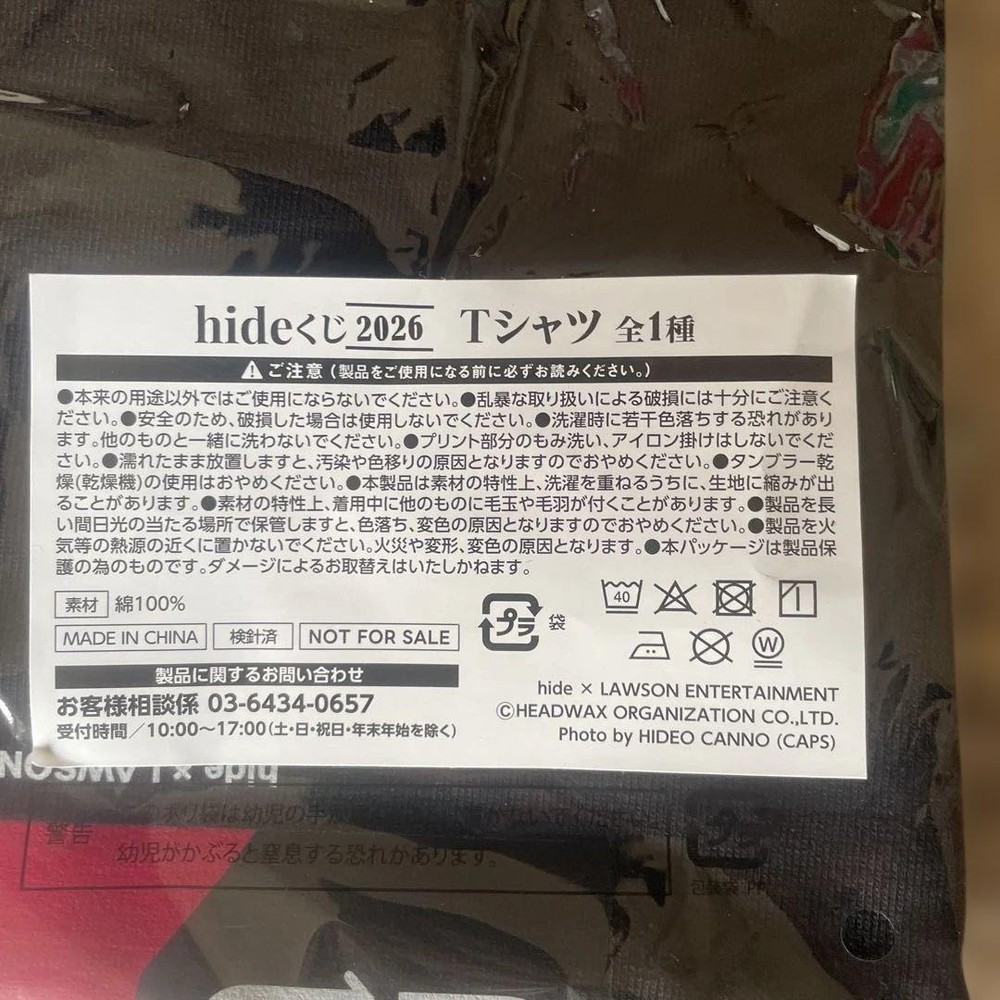 hideくじ 2026 Tシャツ 全1種
⚠ご注意(製品をご使用になる前に必ずお読みください。)
●本来の用途以外ではご使用にならないでください。●乱暴な取り扱いによる破損には十分にご注意く
ださい。●安全のため、破損した場合は使用しないでください。●洗濯時に若干色落ちする恐れがあり
ます。他のものと一緒に洗わないでください。●プリント部分のもみ洗い、アイロン掛けはしないでくだ
さい。●濡れたまま放置しますと、汚染や色移りの原因となりますのでおやめください。●タンブラー乾
燥(乾燥機)の使用はおやめください。●本製品は素材の特性上、洗濯を重ねるうちに、生地に縮みが出
ることがあります。●素材の特性上、着用中に他のものに毛玉や毛羽が付くことがあります。●製品を長
い間日光の当たる場所で保管しますと、色落ち、変色の原因となりますのでおやめください。●製品を火
気等の熱源の近くに置かないでください。火災や変形、変色の原因となります。●本パッケージは製品保
護の為のものです。ダメージによるお取替えはいたしかねます。
素材 綿100%
MADE IN CHINA 検針済 NOT FOR SALE
プラ 袋
40
W
製品に関するお問い合わせ
お客様相談係 03-6434-0657
受付時間/10:00～17:00(土・日・祝日・年末年始を除く)
hide × LAWSON ENTERTAINMENT
©HEADWAX ORGANIZATION CO.,LTD.
Photo by HIDEO CANNO (CAPS)
hide × LAWSON
警告
のポリ袋は幼児の手
幼児がかぶると窒息する恐れがあります。
プラ
包装袋 PP